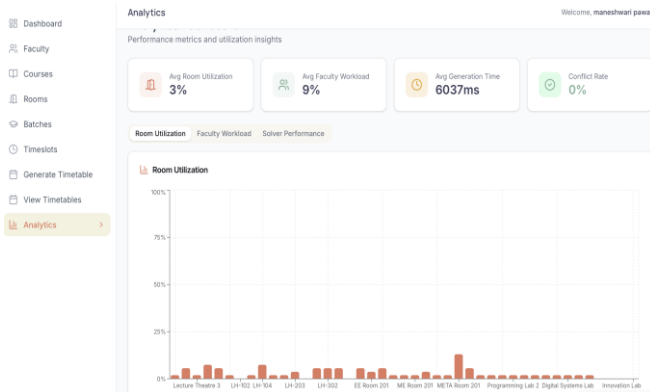 Analytics
Welcome, maneshwari pawa
Dashboard
Faculty
Courses
Rooms
Batches
Timeslots
Generate Timetable
View Timetables
Analytics
Performance metrics and utilization insights
Avg Room Utilization
3%
Avg Faculty Workload
9%
Avg Generation Time
6037ms
Conflict Rate
0%
Room Utilization Faculty Workload Solver Performance
Room Utilization
100%
75%
50%
25%
0%
Lecture Theatre 3 LH-102 LH-104 LH-203 LH-302 EE Room 201 ME Room 201 META Room 201 Programming Lab 2 Digital Systems Lab Innovation Lab